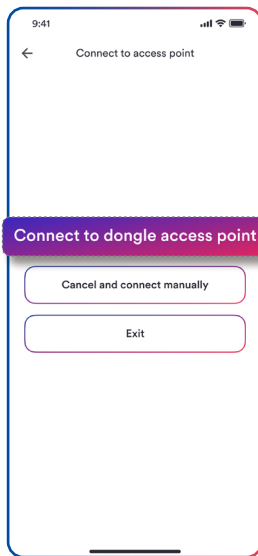 9:41
Connect to access point
Connect to dongle access point
Cancel and connect manually
Exit